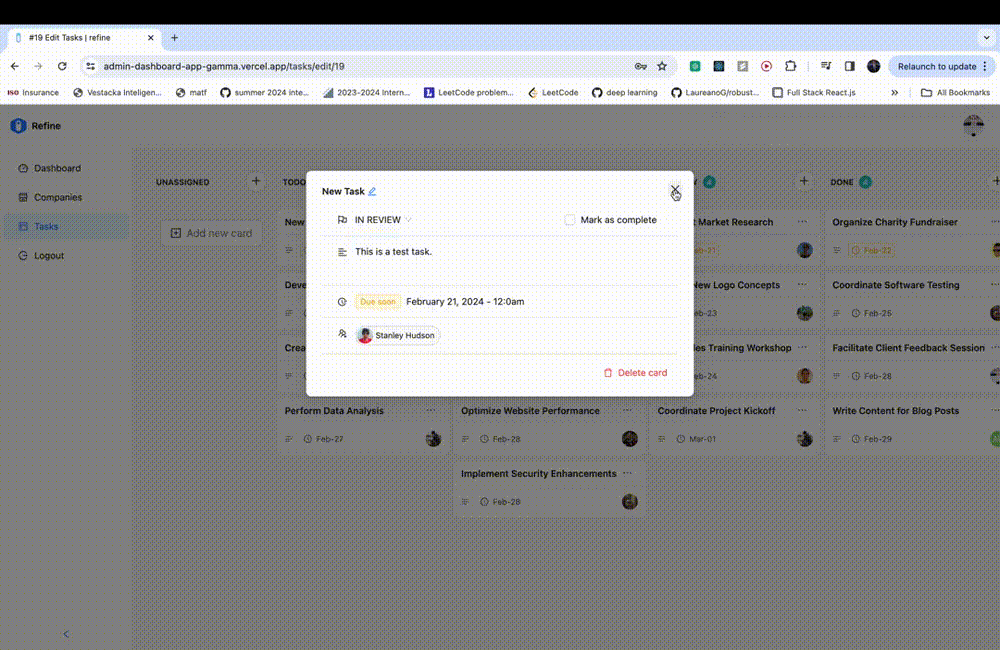 #19 Edit Tasks | refine
admin-dashboard-app-gamma.vercel.app/tasks/edit/19
Relaunch to update
ISO Insurance
Vestacka Inteligen...
matf
summer 2024 inte...
2023-2024 Intern...
LeetCode problem...
LeetCode
deep learning
LaureanoG/robust...
Full Stack React.js
All Bookmarks
Refine
Dashboard
Companies
Tasks
Logout
UNASSIGNED
Add new card
TODO
New
Deve
Crea
Perform Data Analysis
Feb-27
New Task
IN REVIEW
Mark as complete
This is a test task.
Due soon
February 21, 2024 - 12:0am
Stanley Hudson
Delete card
Optimize Website Performance
Feb-28
Implement Security Enhancements
Feb-28
4
t Market Research
eb-21
New Logo Concepts
eb-23
les Training Workshop
eb-24
Coordinate Project Kickoff
Mar-01
DONE 4
Organize Charity Fundraiser
Feb-22
Coordinate Software Testing
Feb-25
Facilitate Client Feedback Session
Feb-28
Write Content for Blog Posts
Feb-29